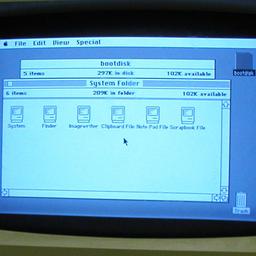 File Edit View Special
bootdisk
5 items 297K in disk 102K available
System Folder
6 items 289K in folder 102K available
System Finder Imagewriter Clipboard File Note Pad File Scrapbook File
bootdisk
Trash